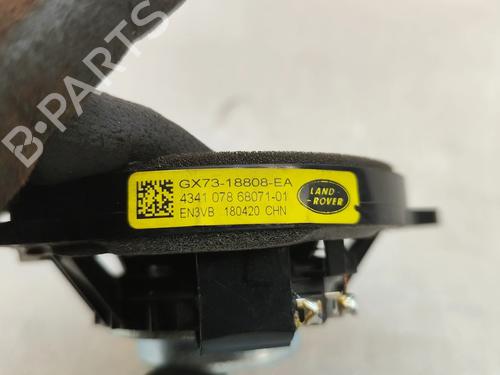 B-PARTS
GX73-18808-EA
4341 078 68071-01
EN3VB 180420 CHN
LAND
ROVER